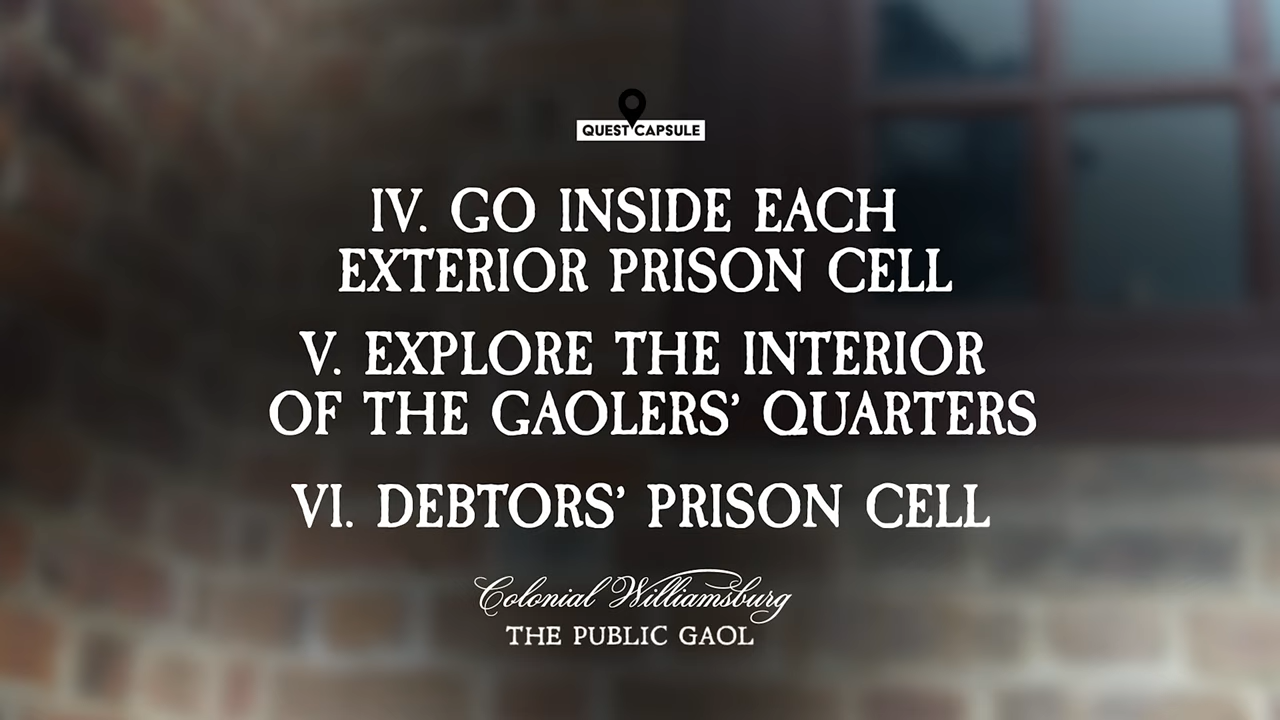 QUEST CAPSULE
IV. GO INSIDE EACH
EXTERIOR PRISON CELL
V. EXPLORE THE INTERIOR
OF THE GAOLERS’ QUARTERS
VI. DEBTORS’ PRISON CELL
Colonial Williamsburg
THE PUBLIC GAOL